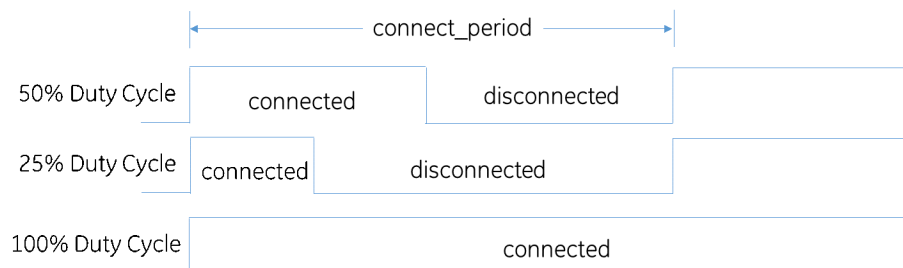 connect_period
50% Duty Cycle connected disconnected
25% Duty Cycle connected disconnected
100% Duty Cycle connected